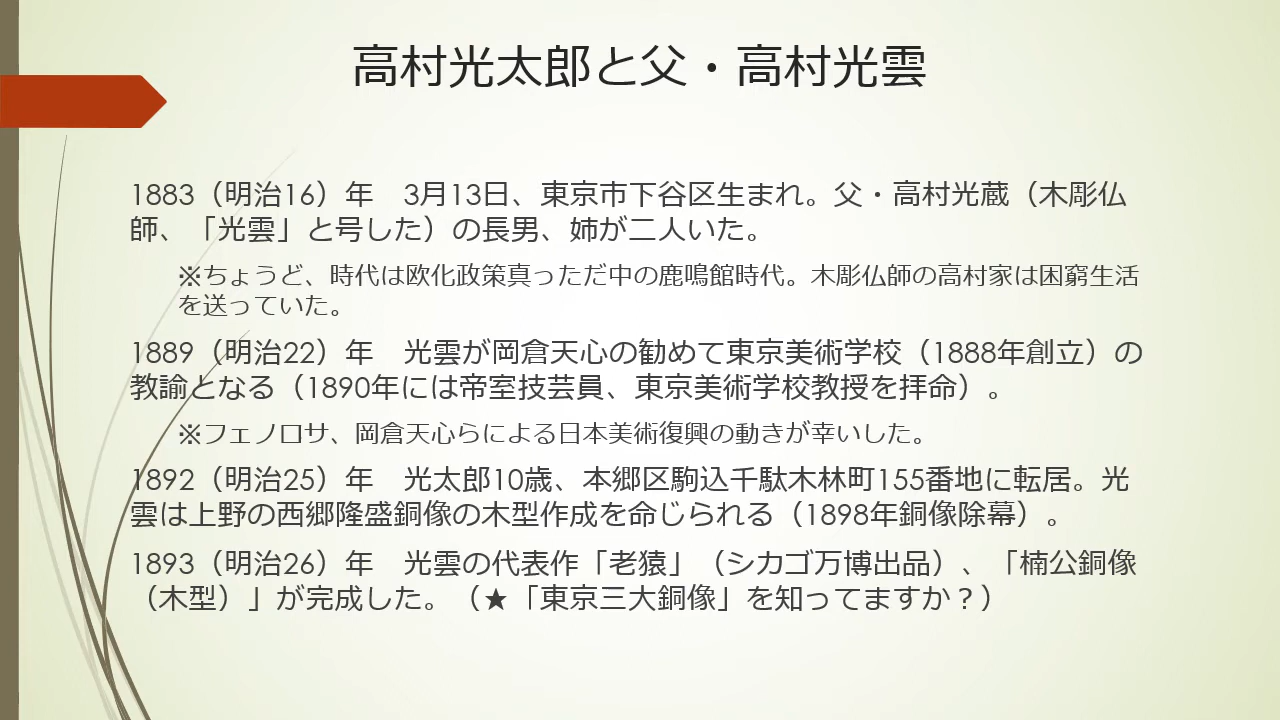 高村光太郎と父・高村光雲
1883（明治16）年　3月13日、東京市下谷区生まれ。父・高村光蔵（木彫仏
師、「光雲」と号した）の長男、姉が二人いた。
※ちょうど、時代は欧化政策真っただ中の鹿鳴館時代。木彫仏師の高村家は困窮生活
を送っていた。
1889（明治22）年　光雲が岡倉天心の勧めて東京美術学校（1888年創立）の
教諭となる（1890年には帝室技芸員、東京美術学校教授を拝命）。
※フェノロサ、岡倉天心らによる日本美術復興の動きが幸いした。
1892（明治25）年　光太郎10歳、本郷区駒込千駄木林町155番地に転居。光
雲は上野の西郷隆盛銅像の木型作成を命じられる（1898年銅像除幕）。
1893（明治26）年　光雲の代表作「老猿」（シカゴ万博出品）、「楠公銅像
（木型）」が完成した。（★「東京三大銅像」を知ってますか？）